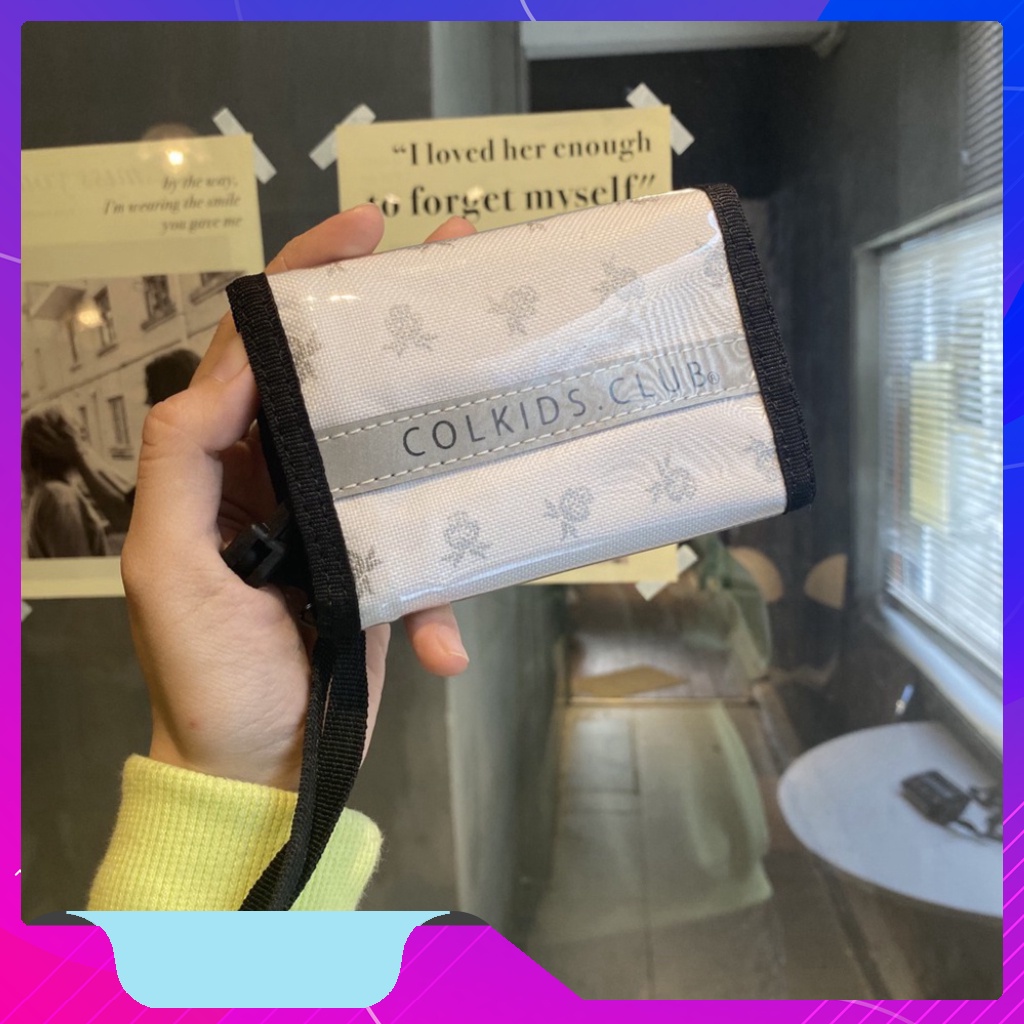 by the way,
I'm wearing the smile
you gave me
“I loved her enough
to forget myself”
COLKIDS.CLUB®